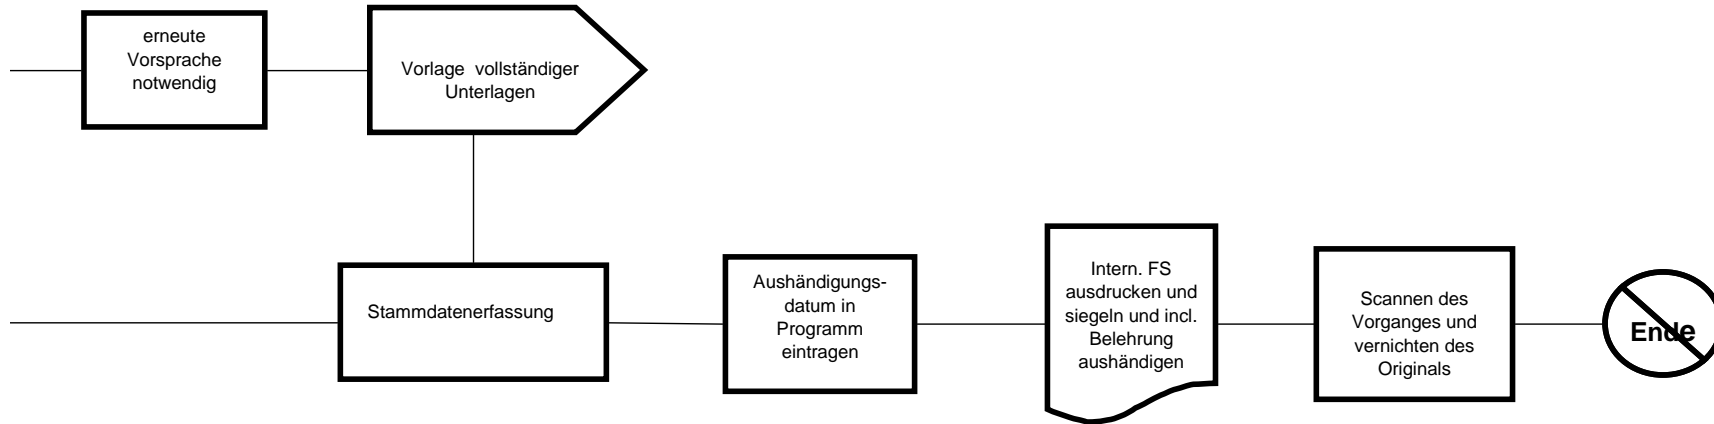 erneute
Vorsprache
notwendig
Vorlage vollständiger
Unterlagen
Stammdatenerfassung
Aushändigungs-
datum in
Programm
eintragen
Intern. FS
ausdrucken und
siegeln und incl.
Belehrung
aushändigen
Scannen des
Vorganges und
vernichten des
Originals
Ende